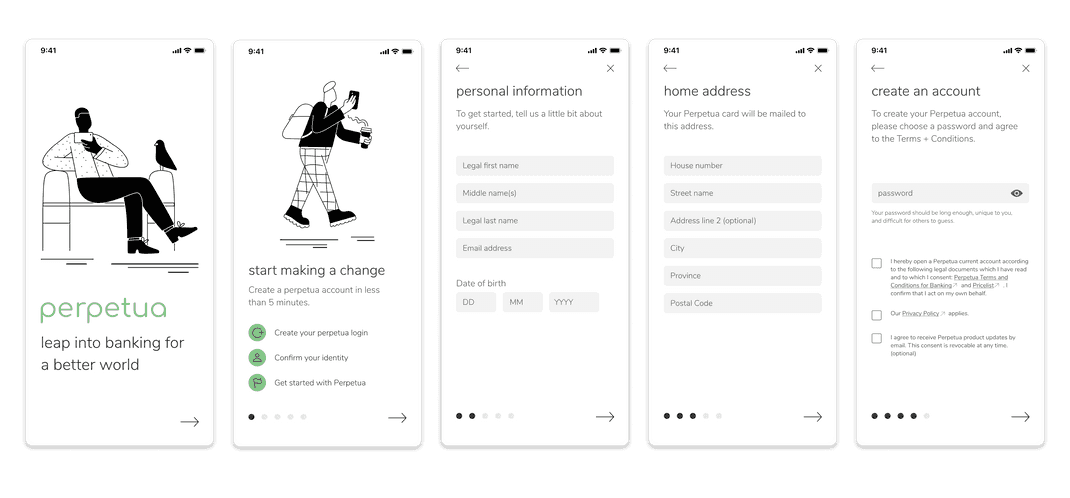 9:41
perpetua
leap into banking for
a better world
9:41
start making a change
Create a perpetua account in less
than 5 minutes.
Create your perpetua login
Confirm your identity
Get started with Perpetua
9:41
personal information
To get started, tell us a little bit about
yourself.
Legal first name
Middle name(s)
Legal last name
Email address
Date of birth
DD MM YYYY
9:41
home address
Your Perpetua card will be mailed to
this address.
House number
Street name
Address line 2 (optional)
City
Province
Postal Code
9:41
create an account
To create your Perpetua account,
please choose a password and agree
to the Terms + Conditions.
password
Your password should be long enough, unique to you,
and difficult for others to guess.
I hereby open a Perpetua current account according
to the following legal documents which I have read
and to which I consent: Perpetua Terms and
Conditions for Banking↗ and Pricelist↗ . I
confirm that I act on my own behalf.
Our Privacy Policy ↗ applies.
I agree to receive Perpetua product updates by
email. This consent is revocable at any time.
(optional)